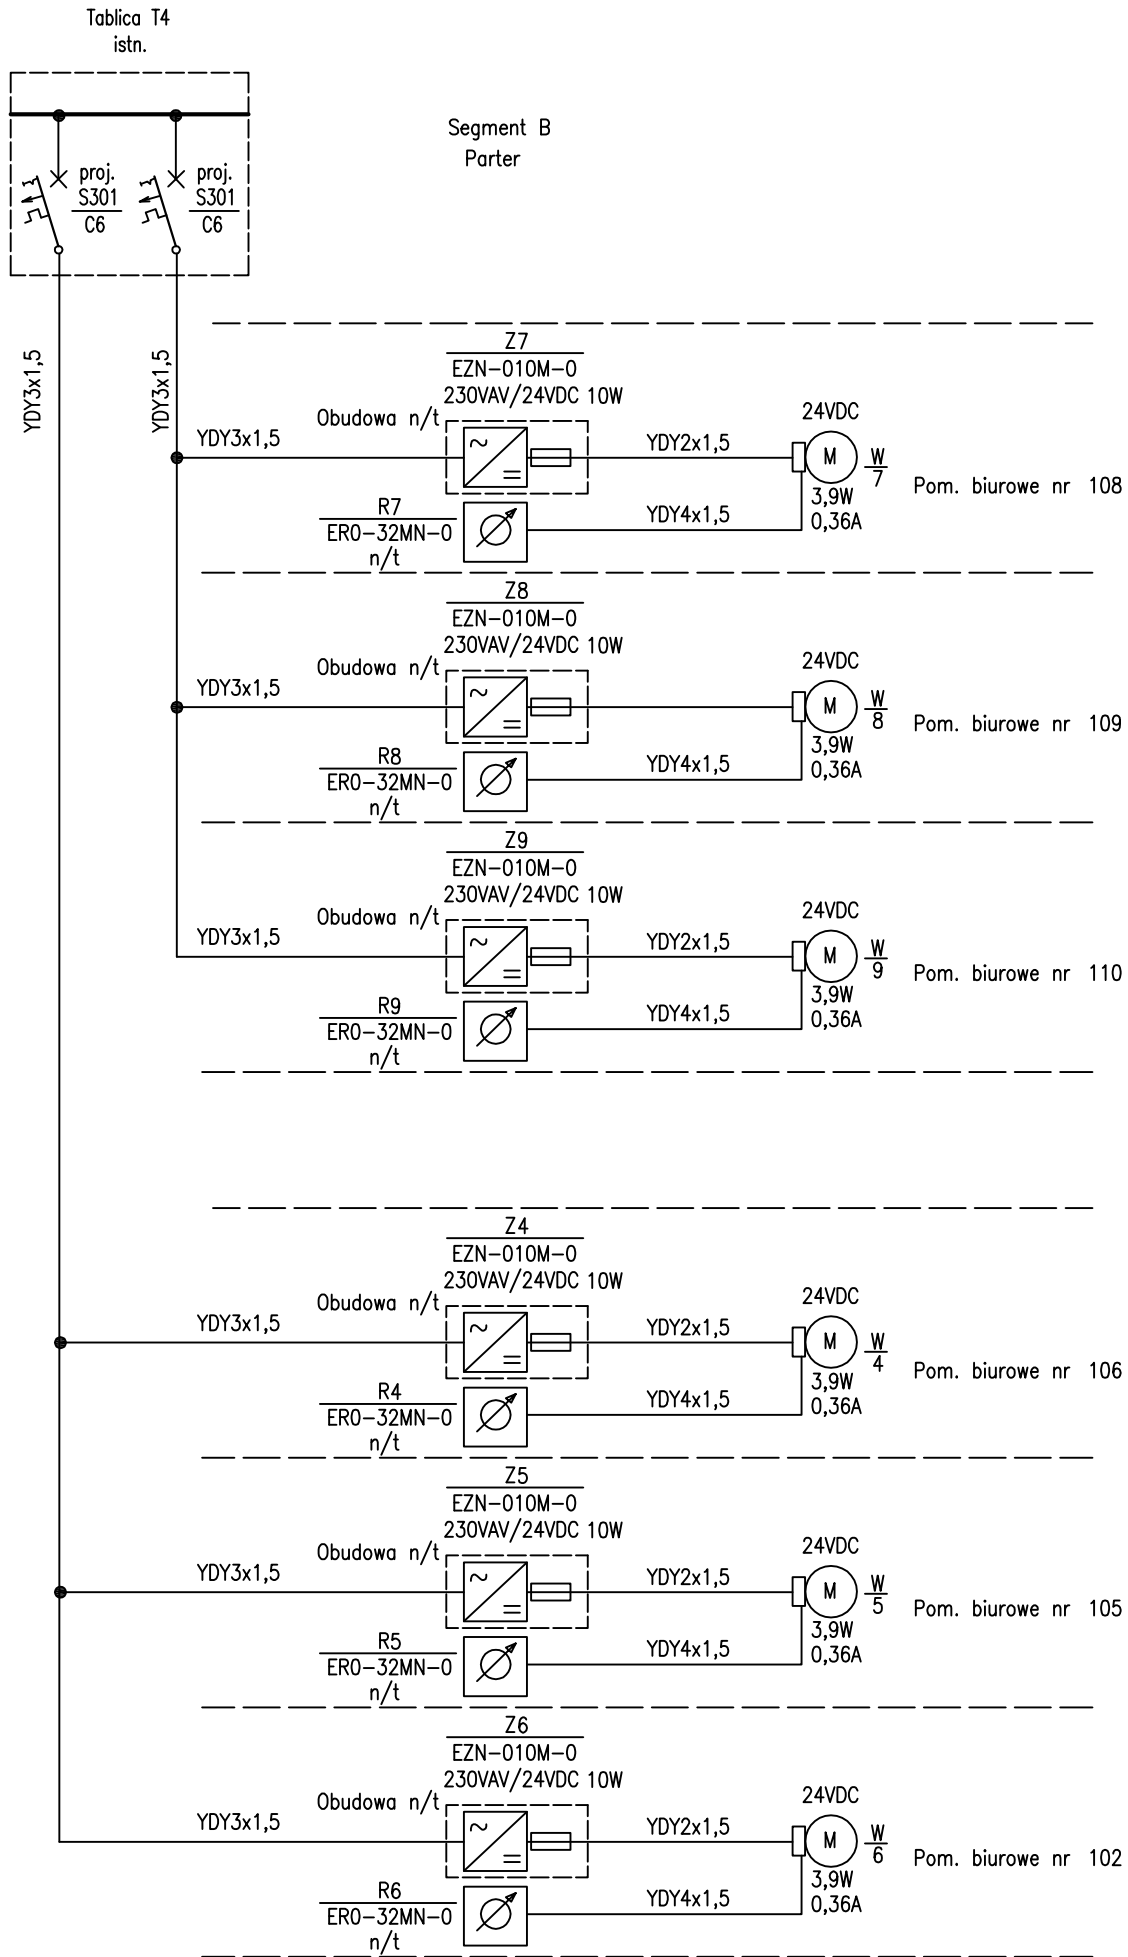 Tablica T4
istn.
Segment B
Parter
proj.
S301
C6
proj.
S301
C6
YDY3x1,5
YDY3x1,5
Z7
EZN-010M-0
230VAV/24VDC 10W
Obudowa n/t
YDY3x1,5
YDY2x1,5
24VDC
M
W
7
3,9W
0,36A
Pom. biurowe nr 108
R7
ERO-32MN-0
n/t
YDY4x1,5
Z8
EZN-010M-0
230VAV/24VDC 10W
Obudowa n/t
YDY3x1,5
24VDC
M
W
8
3,9W
0,36A
Pom. biurowe nr 109
R8
ERO-32MN-0
n/t
YDY4x1,5
Z9
EZN-010M-0
230VAV/24VDC 10W
Obudowa n/t
YDY3x1,5
YDY2x1,5
24VDC
M
W
9
3,9W
0,36A
Pom. biurowe nr 110
R9
ERO-32MN-0
n/t
YDY4x1,5
Z4
EZN-010M-0
230VAV/24VDC 10W
Obudowa n/t
YDY3x1,5
YDY2x1,5
24VDC
M
W
4
3,9W
0,36A
Pom. biurowe nr 106
R4
ERO-32MN-0
n/t
YDY4x1,5
Z5
EZN-010M-0
230VAV/24VDC 10W
Obudowa n/t
YDY3x1,5
YDY2x1,5
24VDC
M
W
5
3,9W
0,36A
Pom. biurowe nr 105
R5
ERO-32MN-0
n/t
YDY4x1,5
Z6
EZN-010M-0
230VAV/24VDC 10W
Obudowa n/t
YDY3x1,5
YDY2x1,5
24VDC
M
W
6
3,9W
0,36A
Pom. biurowe nr 102
R6
ERO-32MN-0
n/t
YDY4x1,5